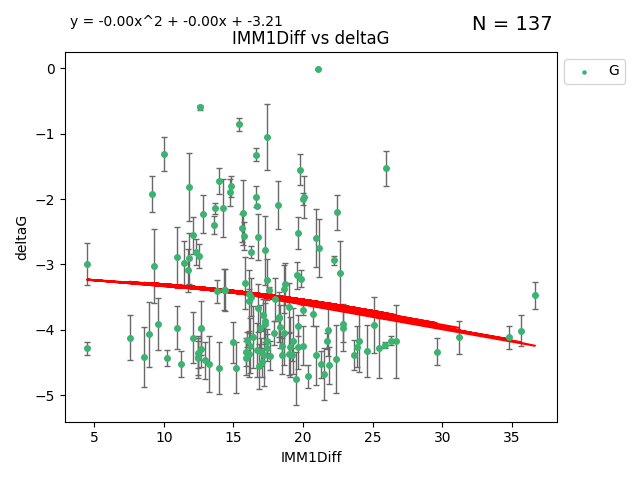 y = -0.00x^2 + -0.00x + -3.21
N = 137
IMM1Diff vs deltaG
G
0
−1
−2
−3
−4
−5
deltaG
5 10 15 20 25 30 35
IMM1Diff